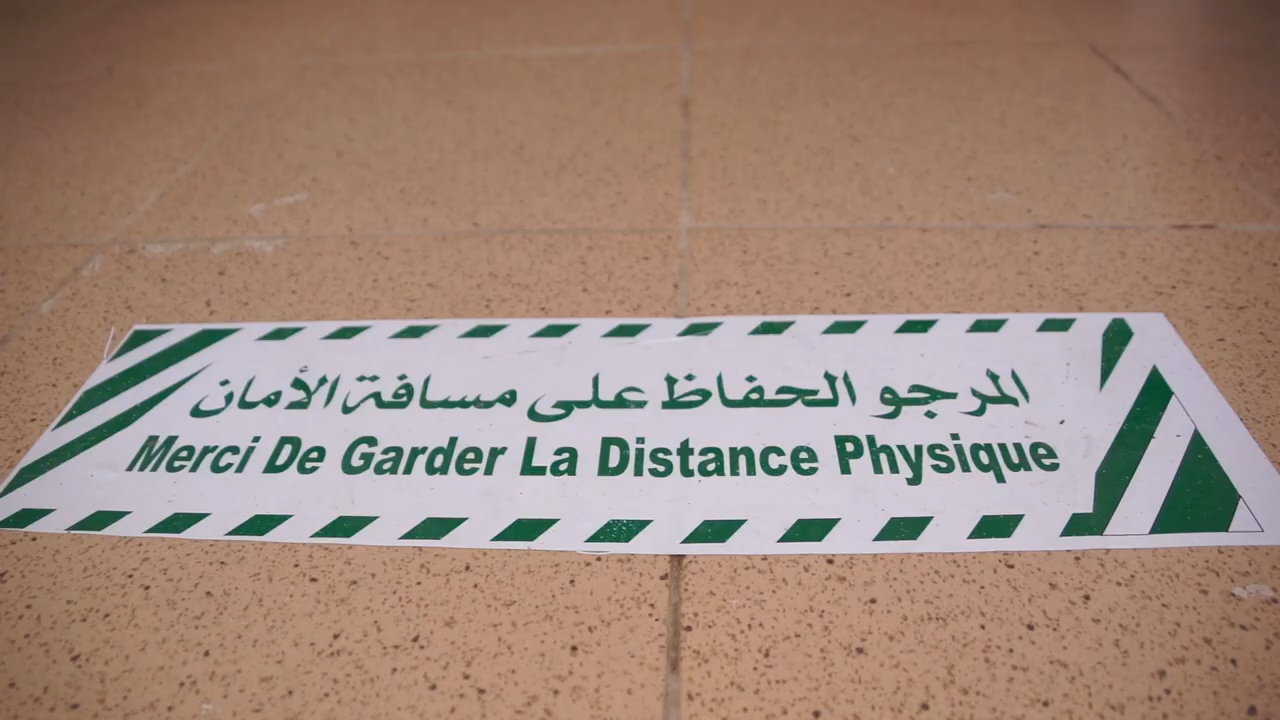 المرجو الحفاظ على مسافة الأمان
Merci De Garder La Distance Physique